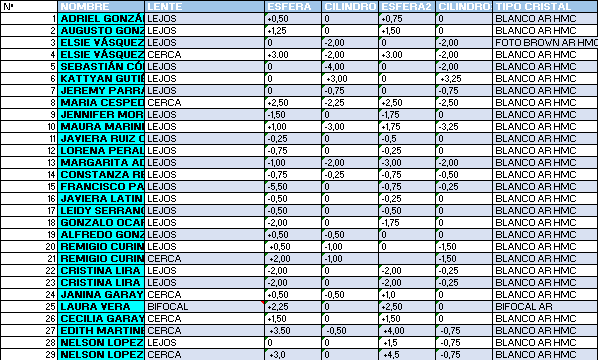 Nº NOMBRE LENTE ESFERA CILINDRO ESFERA2 CILINDRO TIPO CRISTAL
1 ADRIEL GONZÁ LEJOS +0,50 0 +0,75 0 BLANCO AR HMC
2 AUGUSTO GONZ LEJOS +1,25 0 +1,50 0 BLANCO AR HMC
3 ELSIE VÁSQUEZ LEJOS 0 -2,00 0 -2,00 FOTO BROWN AR HMC
4 ELSIE VÁSQUEZ CERCA +3.00 -2,00 +3.00 -2,00 BLANCO AR HMC
5 SEBASTIÁN CÓ LEJOS 0 -4,00 0 -2,00 BLANCO AR HMC
6 KATTYAN GUTIÉ LEJOS 0 +3,00 0 +3,25 BLANCO AR HMC
7 JEREMY PARRA LEJOS 0 -0,75 0 -0,75 BLANCO AR HMC
8 MARIA CESPED CERCA +2,50 -2,25 +2,50 -2,50 BLANCO AR HMC
9 JENNIFER MOR LEJOS -1,50 0 -1,75 0 BLANCO AR HMC
10 MAURA MARINI LEJOS +1,00 -3,00 +1,75 -3,25 BLANCO AR HMC
11 JAVIERA RUIZ LEJOS -0,25 0 -0,5 0 BLANCO AR HMC
12 LORENA PERAL LEJOS -0,75 0 -0,25 0 BLANCO AR HMC
13 MARGARITA AL LEJOS -1,00 -2,00 -3,00 -2,00 BLANCO AR HMC
14 CONSTANZA RE LEJOS -0,75 -0,25 -0,75 -0,50 BLANCO AR HMC
15 FRANCISCO PA LEJOS -5,50 0 -0,75 -0,25 BLANCO AR HMC
16 JAVIERA LATIN LEJOS -0,50 0 -0,25 0 BLANCO AR HMC
17 LEIDY SERRANO LEJOS -0,50 0 -0,50 0 BLANCO AR HMC
18 GONZALO OCAR LEJOS -2,00 0 -1,75 0 BLANCO AR HMC
19 ALFREDO GONZ LEJOS +0,50 -0,50 0 0 BLANCO AR HMC
20 REMIGIO CURIN LEJOS +0,50 -1,00 0 -1,50 BLANCO AR HMC
21 REMIGIO CURIN CERCA +2,00 -1,00 -1,50 BLANCO AR HMC
22 CRISTINA LIRA LEJOS -2,00 0 -2,00 -0,25 BLANCO AR HMC
23 CRISTINA LIRA LEJOS -2,00 0 -2,00 -0,25 BLANCO AR HMC
24 JANINA GARAY CERCA +0,50 -0,50 +1,0 0 BLANCO AR HMC
25 LAURA VERA BIFOCAL +2,25 0 +2,50 0 BIFOCAL AR
26 CECILIA GARAY CERCA +1,50 0 +1,50 0 BLANCO AR HMC
27 EDITH MARTINE CERCA +3.50 -0,50 +4,00 -0,75 BLANCO AR HMC
28 NELSON LOPEZ LEJOS 0 0 +1,5 -0,75 BLANCO AR HMC
29 NELSON LOPEZ CERCA +3,0 0 +4,5 -0,75 BLANCO AR HMC